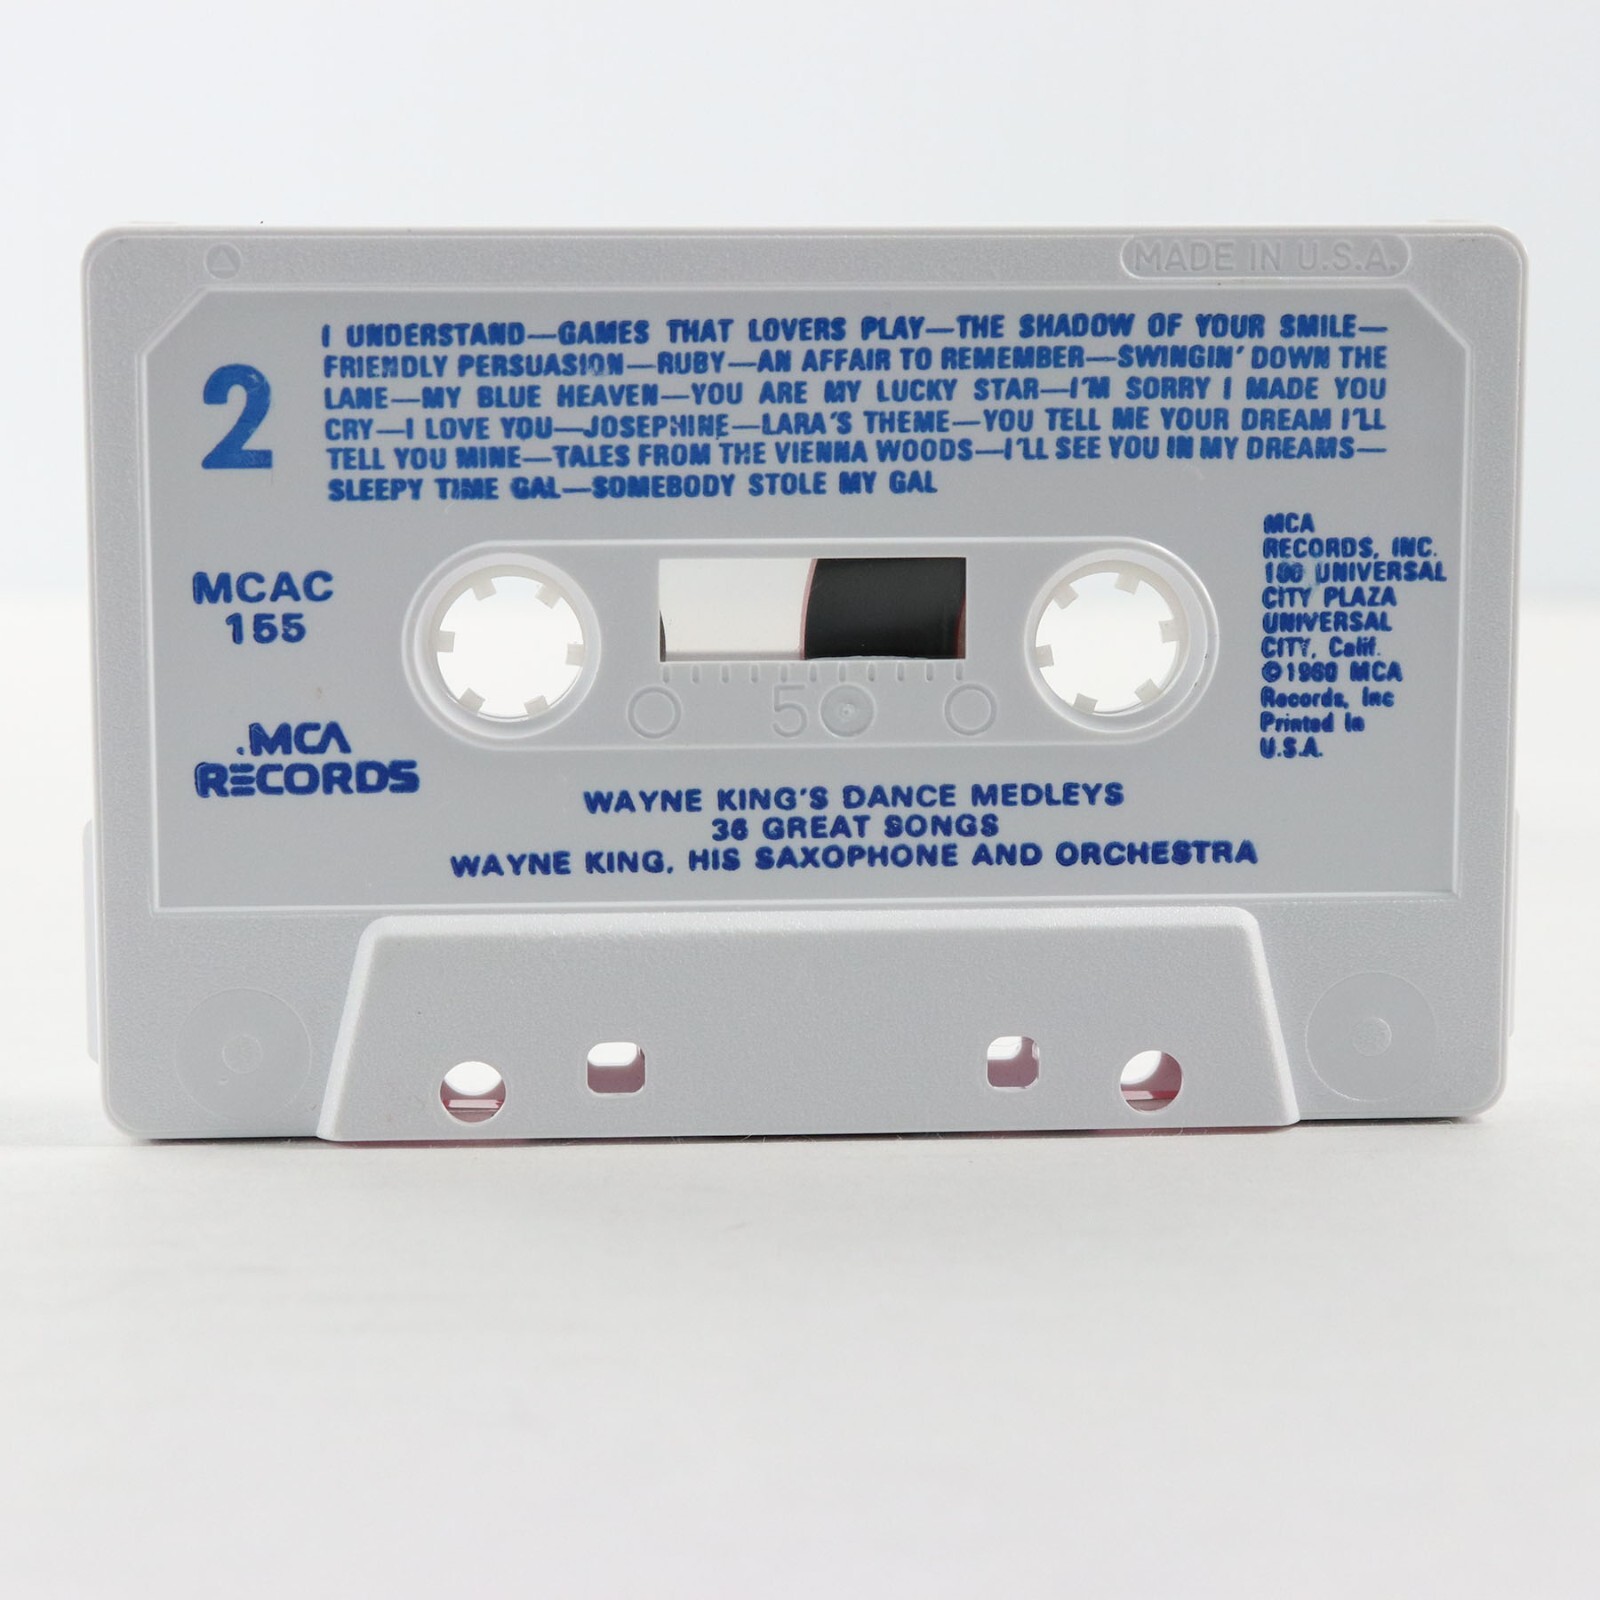 MADE IN U.S.A.
2
I UNDERSTAND—GAMES THAT LOVERS PLAY—THE SHADOW OF YOUR SMILE—
FRIENDLY PERSUASION—RUBY—AN AFFAIR TO REMEMBER—SWINGIN' DOWN THE
LANE—MY BLUE HEAVEN—YOU ARE MY LUCKY STAR—I'M SORRY I MADE YOU
CRY—I LOVE YOU—JOSEPHINE—LARA'S THEME—YOU TELL ME YOUR DREAM I'LL
TELL YOU MINE—TALES FROM THE VIENNA WOODS—I'LL SEE YOU IN MY DREAMS—
SLEEPY TIME GAL—SOMEBODY STOLE MY GAL
MCAC
155
MCA
RECORDS
50
MCA
RECORDS, INC.
100 UNIVERSAL
CITY PLAZA
UNIVERSAL
CITY, Calif.
©1980 MCA
Records, Inc
Printed In
U.S.A.
WAYNE KING'S DANCE MEDLEYS
36 GREAT SONGS
WAYNE KING, HIS SAXOPHONE AND ORCHESTRA